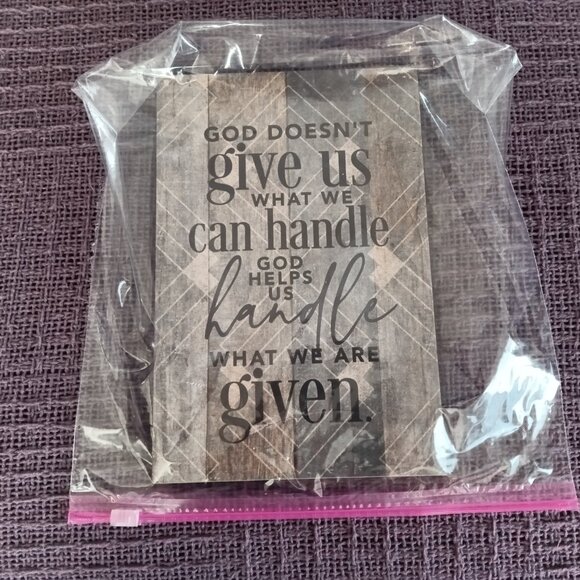 GOD DOESN'T
give us
WHAT WE
can handle,
GOD
HELPS
US
handle
WHAT WE ARE
given.